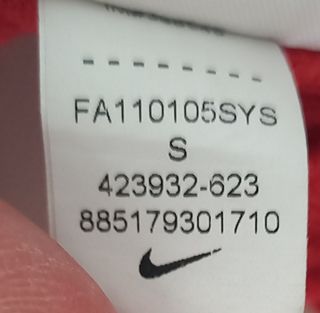 - - - - - - - -
FA110105SYS
S
423932-623
885179301710